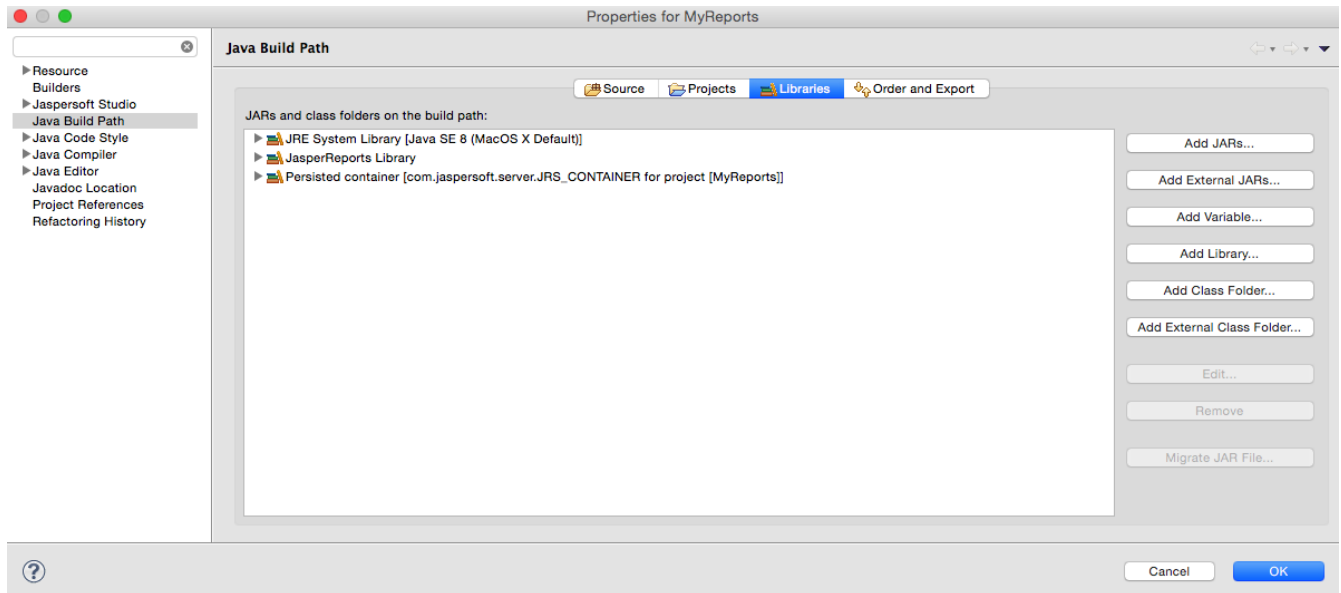 Properties for MyReports
Java Build Path
Resource
Builders
Jaspersoft Studio
Java Build Path
Java Code Style
Java Compiler
Java Editor
Javadoc Location
Project References
Refactoring History
Source Projects Libraries Order and Export
JARs and class folders on the build path:
JRE System Library [Java SE 8 (MacOS X Default)]
JasperReports Library
Persisted container [com.jaspersoft.server.JRS_CONTAINER for project [MyReports]]
Add JARs...
Add External JARs...
Add Variable...
Add Library...
Add Class Folder...
Add External Class Folder...
Edit...
Remove
Migrate JAR File...
?
Cancel OK